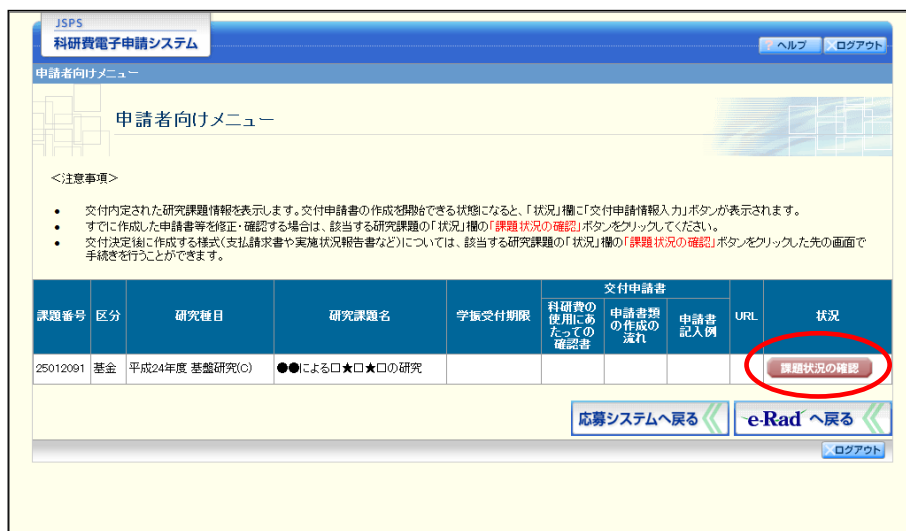 JSPS
科研費電子申請システム
? ヘルプ
×ログアウト
申請者向けメニュー
申請者向けメニュー
＜注意事項＞
• 交付内定された研究課題情報を表示します。交付申請書の作成を開始できる状態になると、「状況」欄に「交付申請情報入力」ボタンが表示されます。
• すでに作成した申請書等を修正・確認する場合は、該当する研究課題の「状況」欄の「課題状況の確認」ボタンをクリックしてください。
• 交付決定後に作成する様式(支払請求書や実施状況報告書など)については、該当する研究課題の「状況」欄の「課題状況の確認」ボタンをクリックした先の画面で
手続きを行うことができます。
課題番号 区分 研究種目 研究課題名 学振受付期限 交付申請書 URL 状況
科研費の使用にあたっての確認書 申請書類の作成の流れ 申請書記入例
25012091 基金 平成24年度 基盤研究(C) ●●による□★□★□の研究 課題状況の確認
応募システムへ戻る
e-Rad へ戻る
×ログアウト